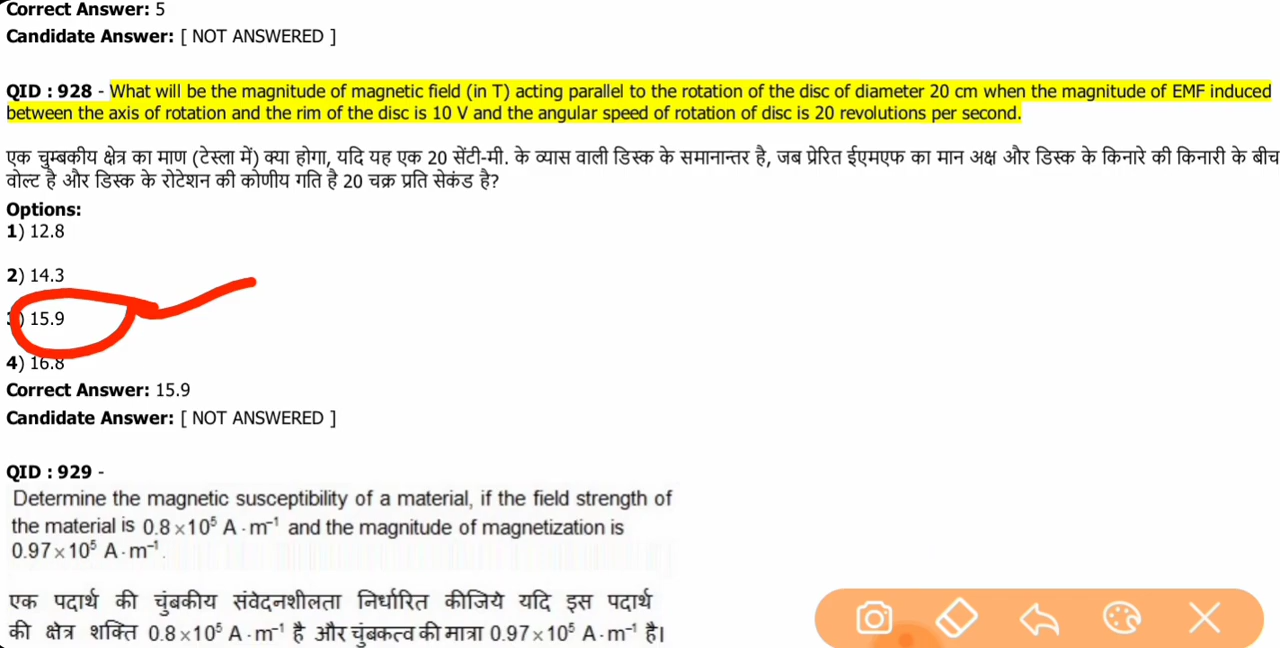 Correct Answer: 5
Candidate Answer: [ NOT ANSWERED ]
QID : 928 - What will be the magnitude of magnetic field (in T) acting parallel to the rotation of the disc of diameter 20 cm when the magnitude of EMF induced
between the axis of rotation and the rim of the disc is 10 V and the angular speed of rotation of disc is 20 revolutions per second.
एक चुम्बकीय क्षेत्र का माण (टेस्ला में) क्या होगा, यदि यह एक 20 सेंटी-मी. के व्यास वाली डिस्क के समानान्तर है, जब प्रेरित ईएमएफ का मान अक्ष और डिस्क के किनारे की किनारी के बीच
वोल्ट है और डिस्क के रोटेशन की कोणीय गति है 20 चक्र प्रति सेकंड है?
Options:
1) 12.8
2) 14.3
3) 15.9
4) 16.8
Correct Answer: 15.9
Candidate Answer: [ NOT ANSWERED ]
QID : 929 -
Determine the magnetic susceptibility of a material, if the field strength of
the material is 0.8×10⁵ A·m⁻¹ and the magnitude of magnetization is
0.97×10⁵ A·m⁻¹.
एक पदार्थ की चुंबकीय संवेदनशीलता निर्धारित कीजिये यदि इस पदार्थ
की क्षेत्र शक्ति 0.8×10⁵ A·m⁻¹ है और चुंबकत्व की मात्रा 0.97×10⁵ A·m⁻¹ है।